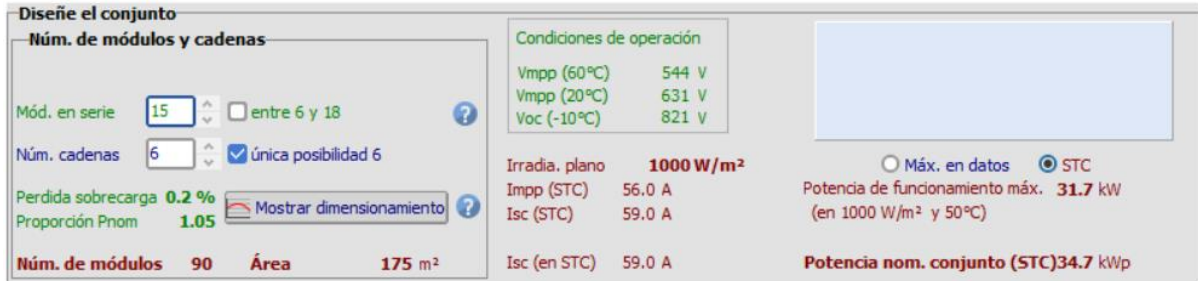 Diseñe el conjunto
Núm. de módulos y cadenas
Mód. en serie 15 entre 6 y 18 ?
Núm. cadenas 6 única posibilidad 6
Perdida sobrecarga 0.2 %
Proporción Pnom 1.05
Mostrar dimensionamiento ?
Núm. de módulos 90 Área 175 m²
Condiciones de operación
Vmpp (60ºC) 544 V
Vmpp (20ºC) 631 V
Voc (-10ºC) 821 V
Irradia. plano 1000 W/m²
Impp (STC) 56.0 A
Isc (STC) 59.0 A
Isc (en STC) 59.0 A
Máx. en datos STC
Potencia de funcionamiento máx. 31.7 kW
(en 1000 W/m² y 50ºC)
Potencia nom. conjunto (STC)34.7 kWp